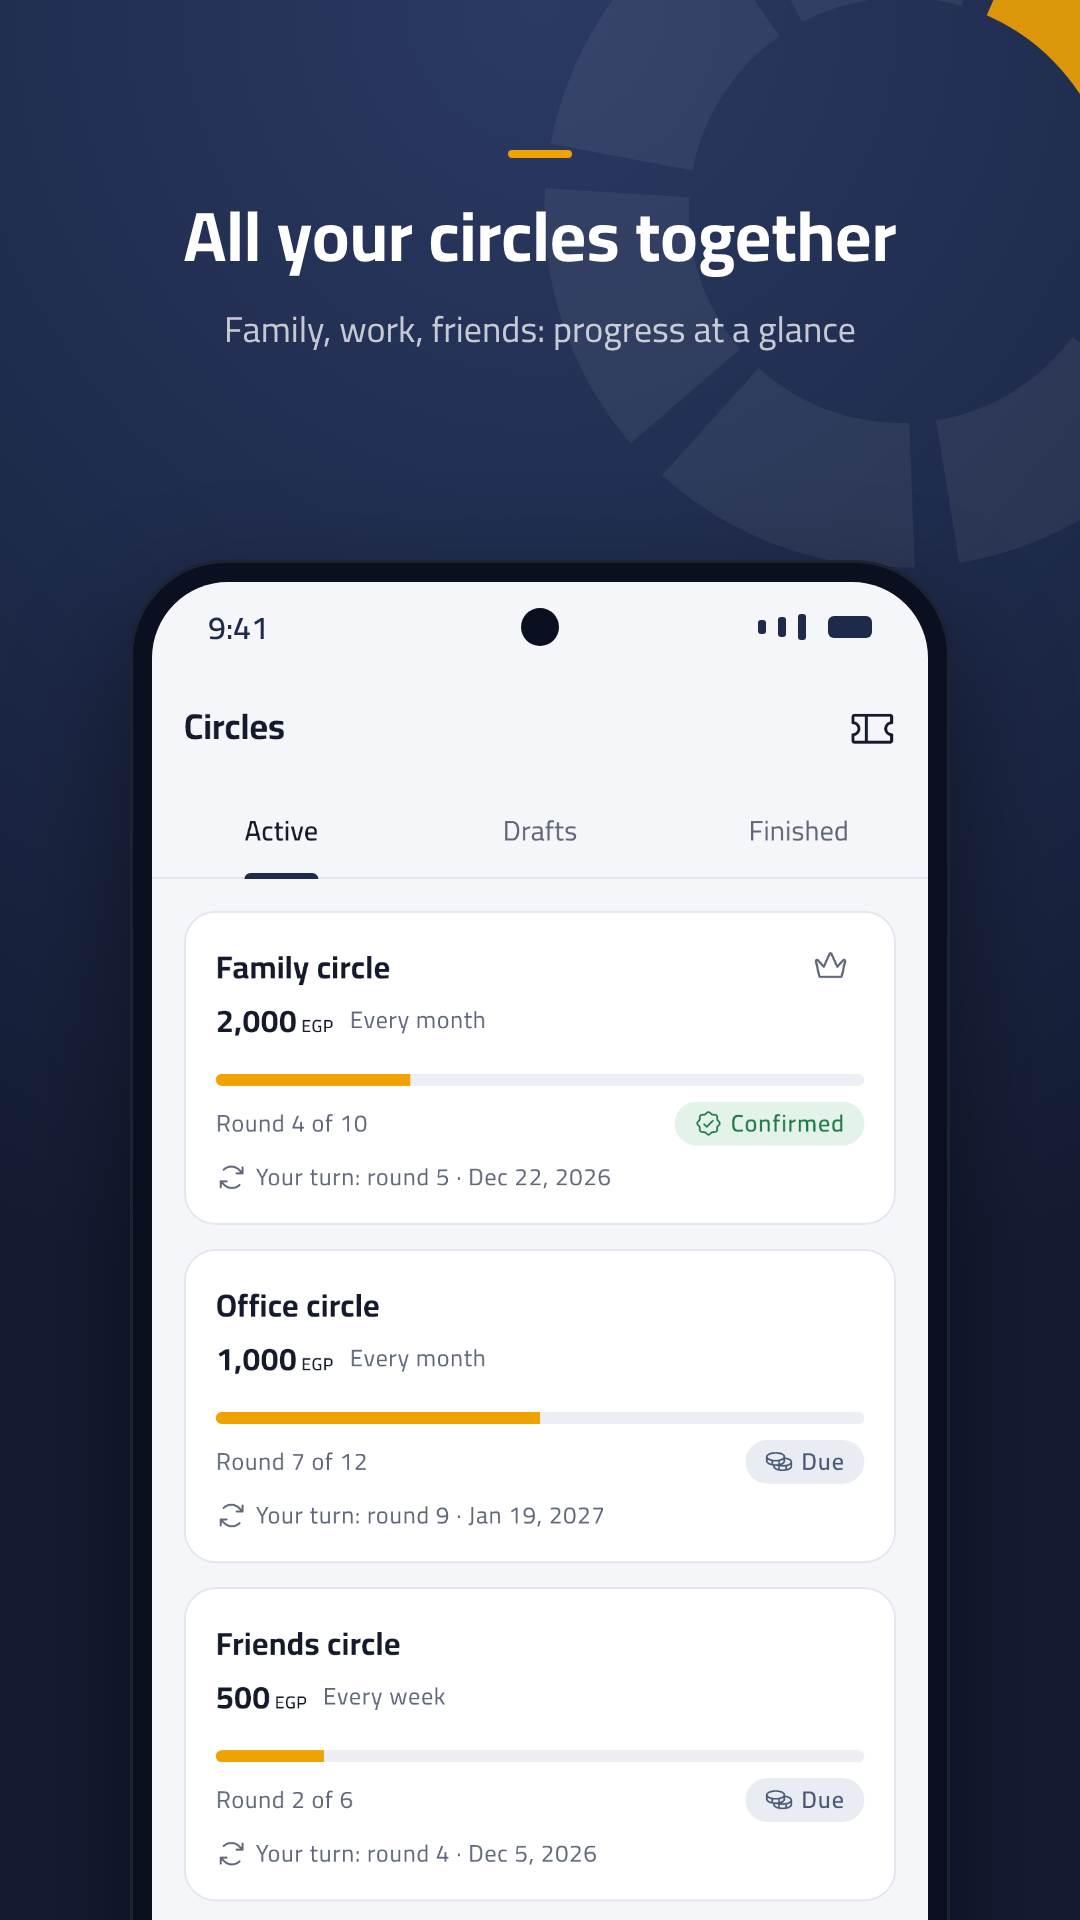 All your circles together
Family, work, friends: progress at a glance
9:41
Circles
Active Drafts Finished
Family circle
2,000 EGP Every month
Round 4 of 10 Confirmed
Your turn: round 5 · Dec 22, 2026
Office circle
1,000 EGP Every month
Round 7 of 12 Due
Your turn: round 9 · Jan 19, 2027
Friends circle
500 EGP Every week
Round 2 of 6 Due
Your turn: round 4 · Dec 5, 2026